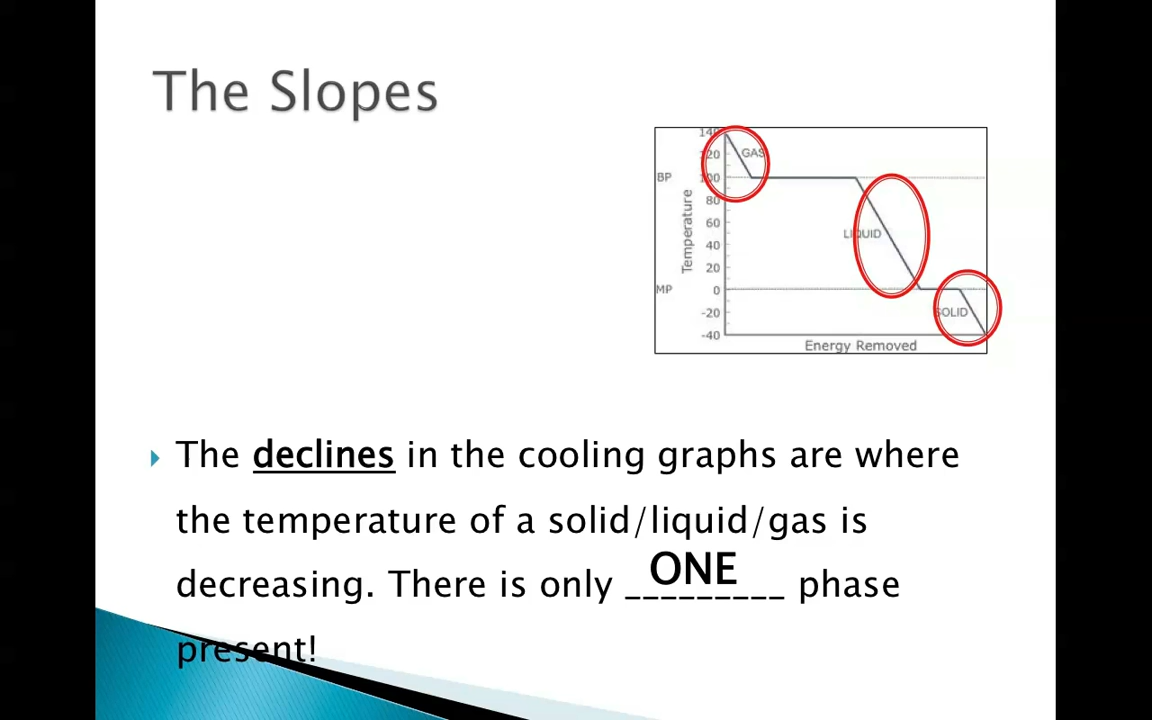 The Slopes
140
GAS
120
BP
100
80
Temperature
60
LIQUID
40
20
MP
0
SOLID
-20
-40
Energy Removed
The declines in the cooling graphs are where
the temperature of a solid/liquid/gas is
decreasing. There is only _________ phase
ONE
present!